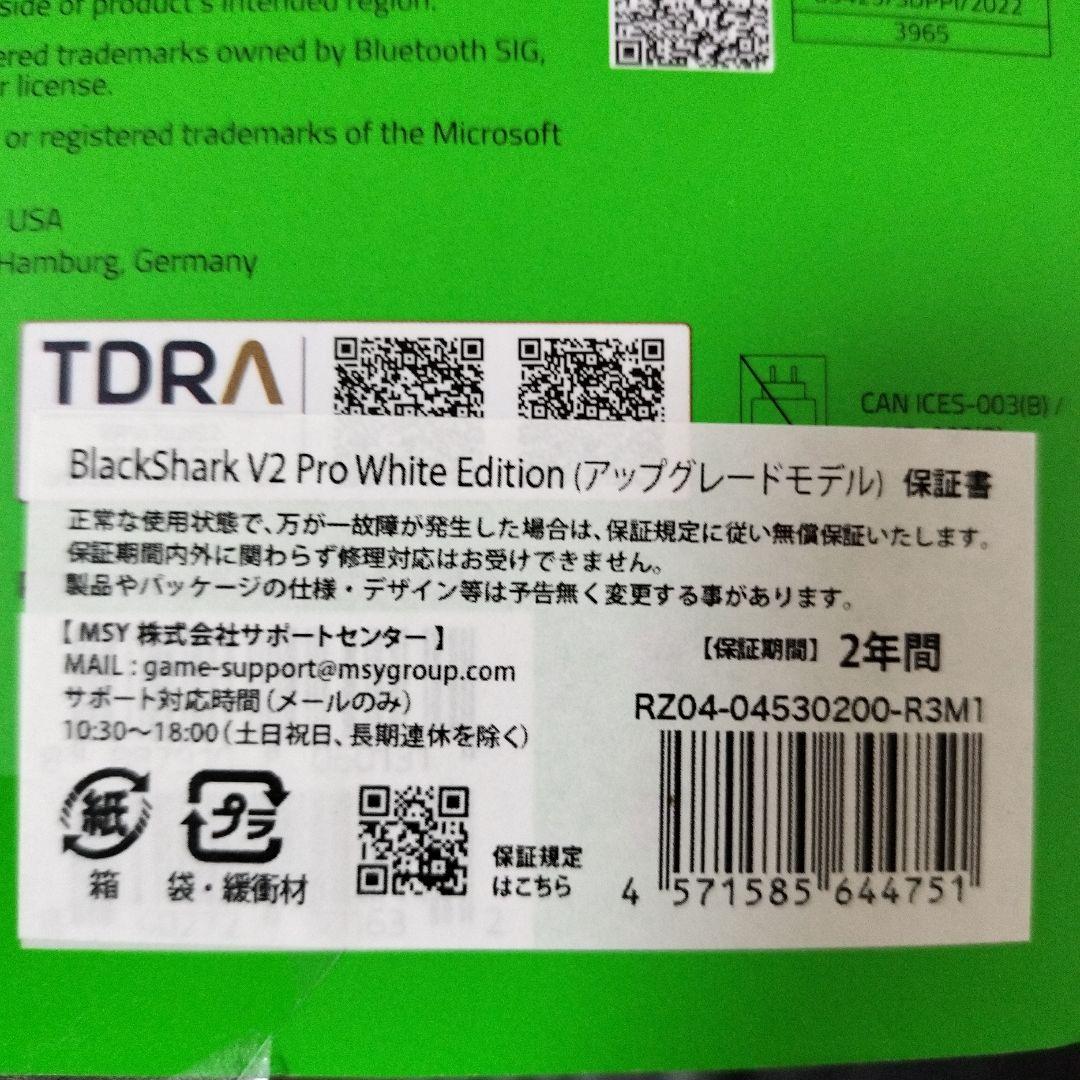 side of product's intended region.
ered trademarks owned by Bluetooth SIG,
r license.
or registered trademarks of the Microsoft
USA
Hamburg, Germany
3965
TDRA
CAN ICES-003(B) /
BlackShark V2 Pro White Edition (アップグレードモデル) 保証書
正常な使用状態で、万が一故障が発生した場合は、保証規定に従い無償保証いたします。
保証期間内外に関わらず修理対応はお受けできません。
製品やパッケージの仕様・デザイン等は予告無く変更する事があります。
【 MSY 株式会社サポートセンター 】
MAIL : game-support@msygroup.com
サポート対応時間 (メールのみ)
10:30～18:00 (土日祝日、長期連休を除く)
【保証期間】 2年間
RZ04-04530200-R3M1
紙
箱
プラ
袋・緩衝材
保証規定
はこちら
4 571585 644751